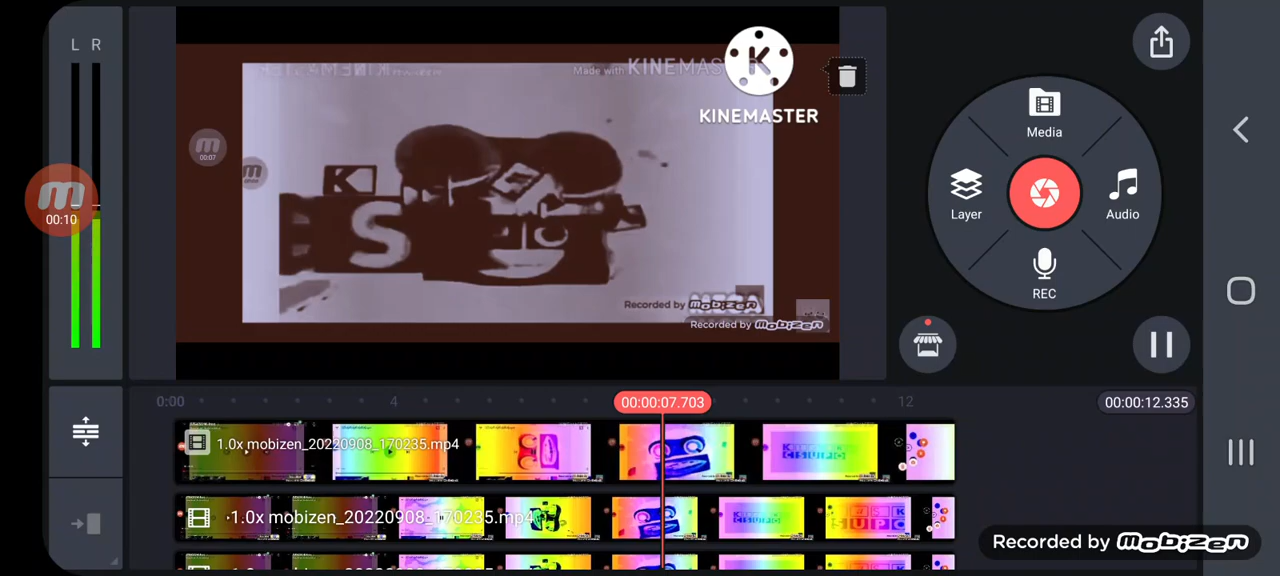 L R
Made with KINEMAS
KINEMASTER
00:07
00:10
K
S
Recorded by mobizen
Recorded by mobizen
Media
Layer
Audio
REC
0:00
4
00:00:07.703
12
00:00:12.335
1.0x mobizen_20220908_170235.mp4
1.0x mobizen_20220908_170235.mp4
Recorded by mobizen